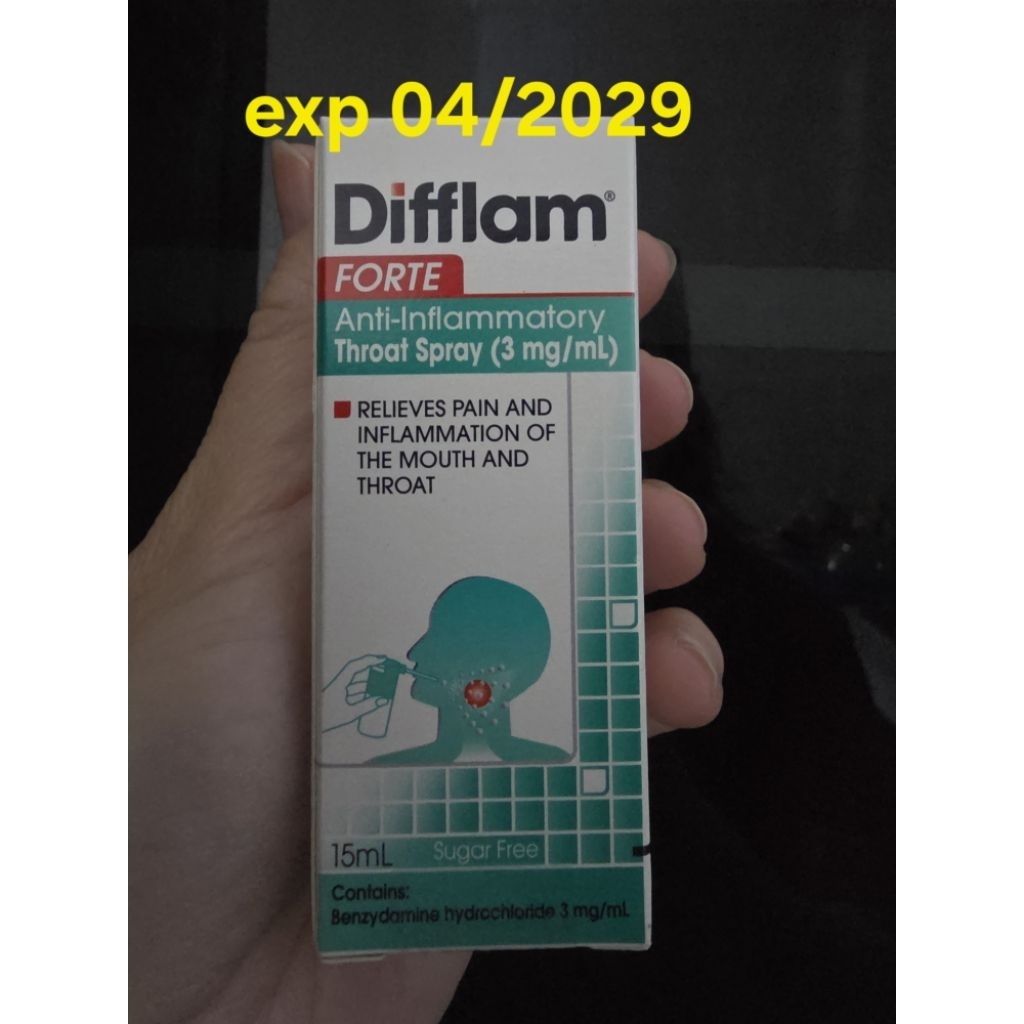 exp 04/2029
Difflam®
FORTE
Anti-Inflammatory
Throat Spray (3 mg/mL)
RELIEVES PAIN AND
INFLAMMATION OF
THE MOUTH AND
THROAT
15mL Sugar Free
Contains:
Benzydamine hydrochloride 3 mg/mL